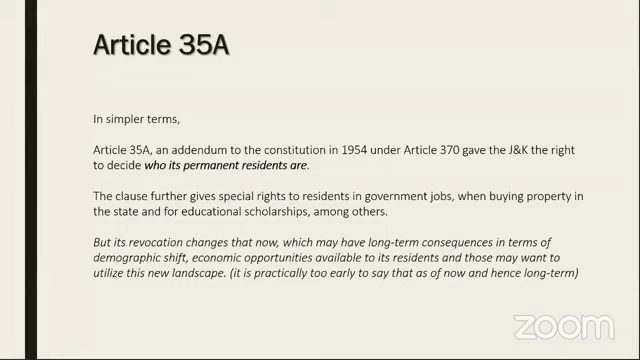 Article 35A
In simpler terms,
Article 35A, an addendum to the constitution in 1954 under Article 370 gave the J&K the right
to decide who its permanent residents are.
The clause further gives special rights to residents in government jobs, when buying property in
the state and for educational scholarships, among others.
But its revocation changes that now, which may have long-term consequences in terms of
demographic shift, economic opportunities available to its residents and those may want to
utilize this new landscape. (it is practically too early to say that as of now and hence long-term)
zoom